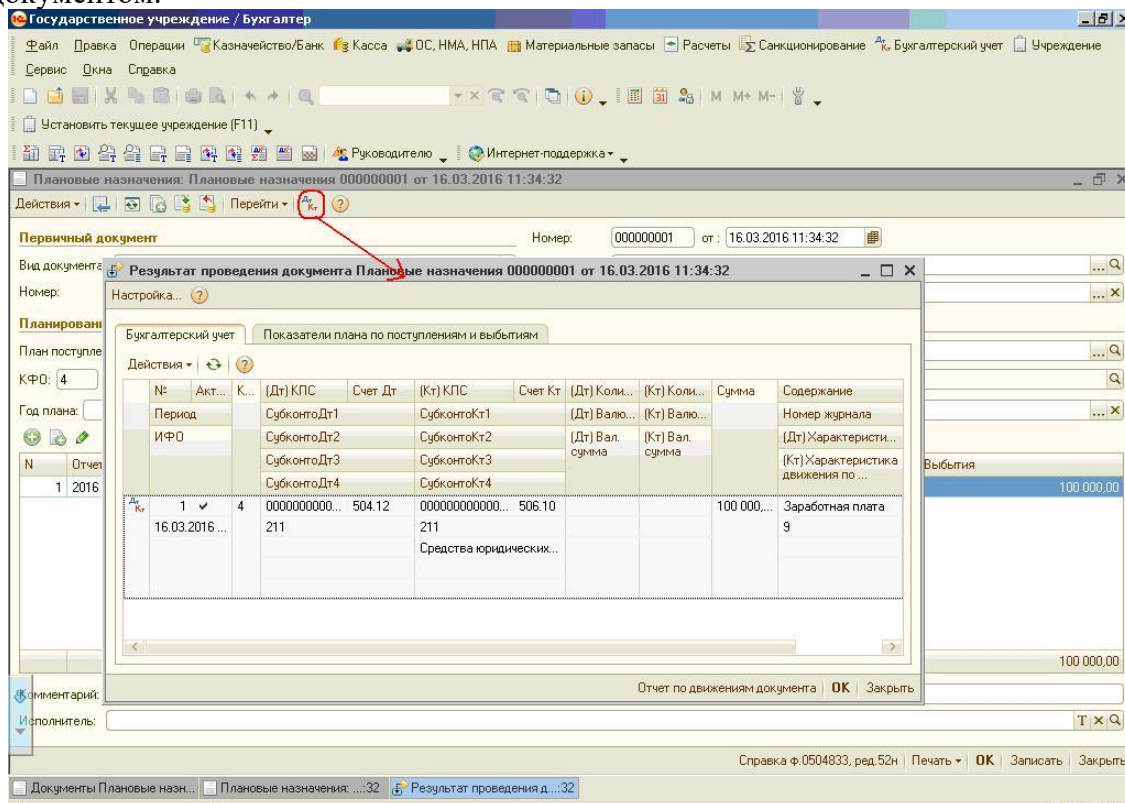 документом.
Государственное учреждение / Бухгалтер
Файл Правка Операции Казначейство/Банк Касса ОС, НМА, НПА Материальные запасы Расчеты Санкционирование Бухгалтерский учет Учреждение
Сервис Окна Справка
M M+ M-
Установить текущее учреждение (F11)
Руководителю Интернет-поддержка
Плановые назначения: Плановые назначения 000000001 от 16.03.2016 11:34:32
Действия Перейти
Первичный документ Номер: 000000001 от: 16.03.2016 11:34:32
Вид документа
Результат проведения документа Плановые назначения 000000001 от 16.03.2016 11:34:32
Номер: Настройка...
Планировани
Бухгалтерский учет Показатели плана по поступлениям и выбытиям
План поступле
Действия
КФО: 4
№ Акт... К... (Дт) КПС Счет Дт (Кт) КПС Счет Кт (Дт) Коли... (Кт) Коли... Сумма Содержание
Год плана: Период СубконтоДт1 СубконтоКт1 (Дт) Валю... (Кт) Валю... Номер журнала
ИФО СубконтоДт2 СубконтоКт2 (Дт) Вал. сумма (Кт) Вал. сумма (Дт) Характеристи...
N Отчет СубконтоДт3 СубконтоКт3 (Кт) Характеристика движения по ... Выбытия
СубконтоДт4 СубконтоКт4
1 2016 100 000,00
1 4 0000000000... 504.12 000000000000... 506.10 100 000,... Заработная плата
16.03.2016 ... 211 211 9
Средства юридических...
100 000,00
Отчет по движениям документа ОК Закрыть
Комментарий:
Исполнитель: T
Справка ф.0504833, ред.52н Печать ОК Записать Закрыть
Документы Плановые назн... Плановые назначения: ...:32 Результат проведения д...:32